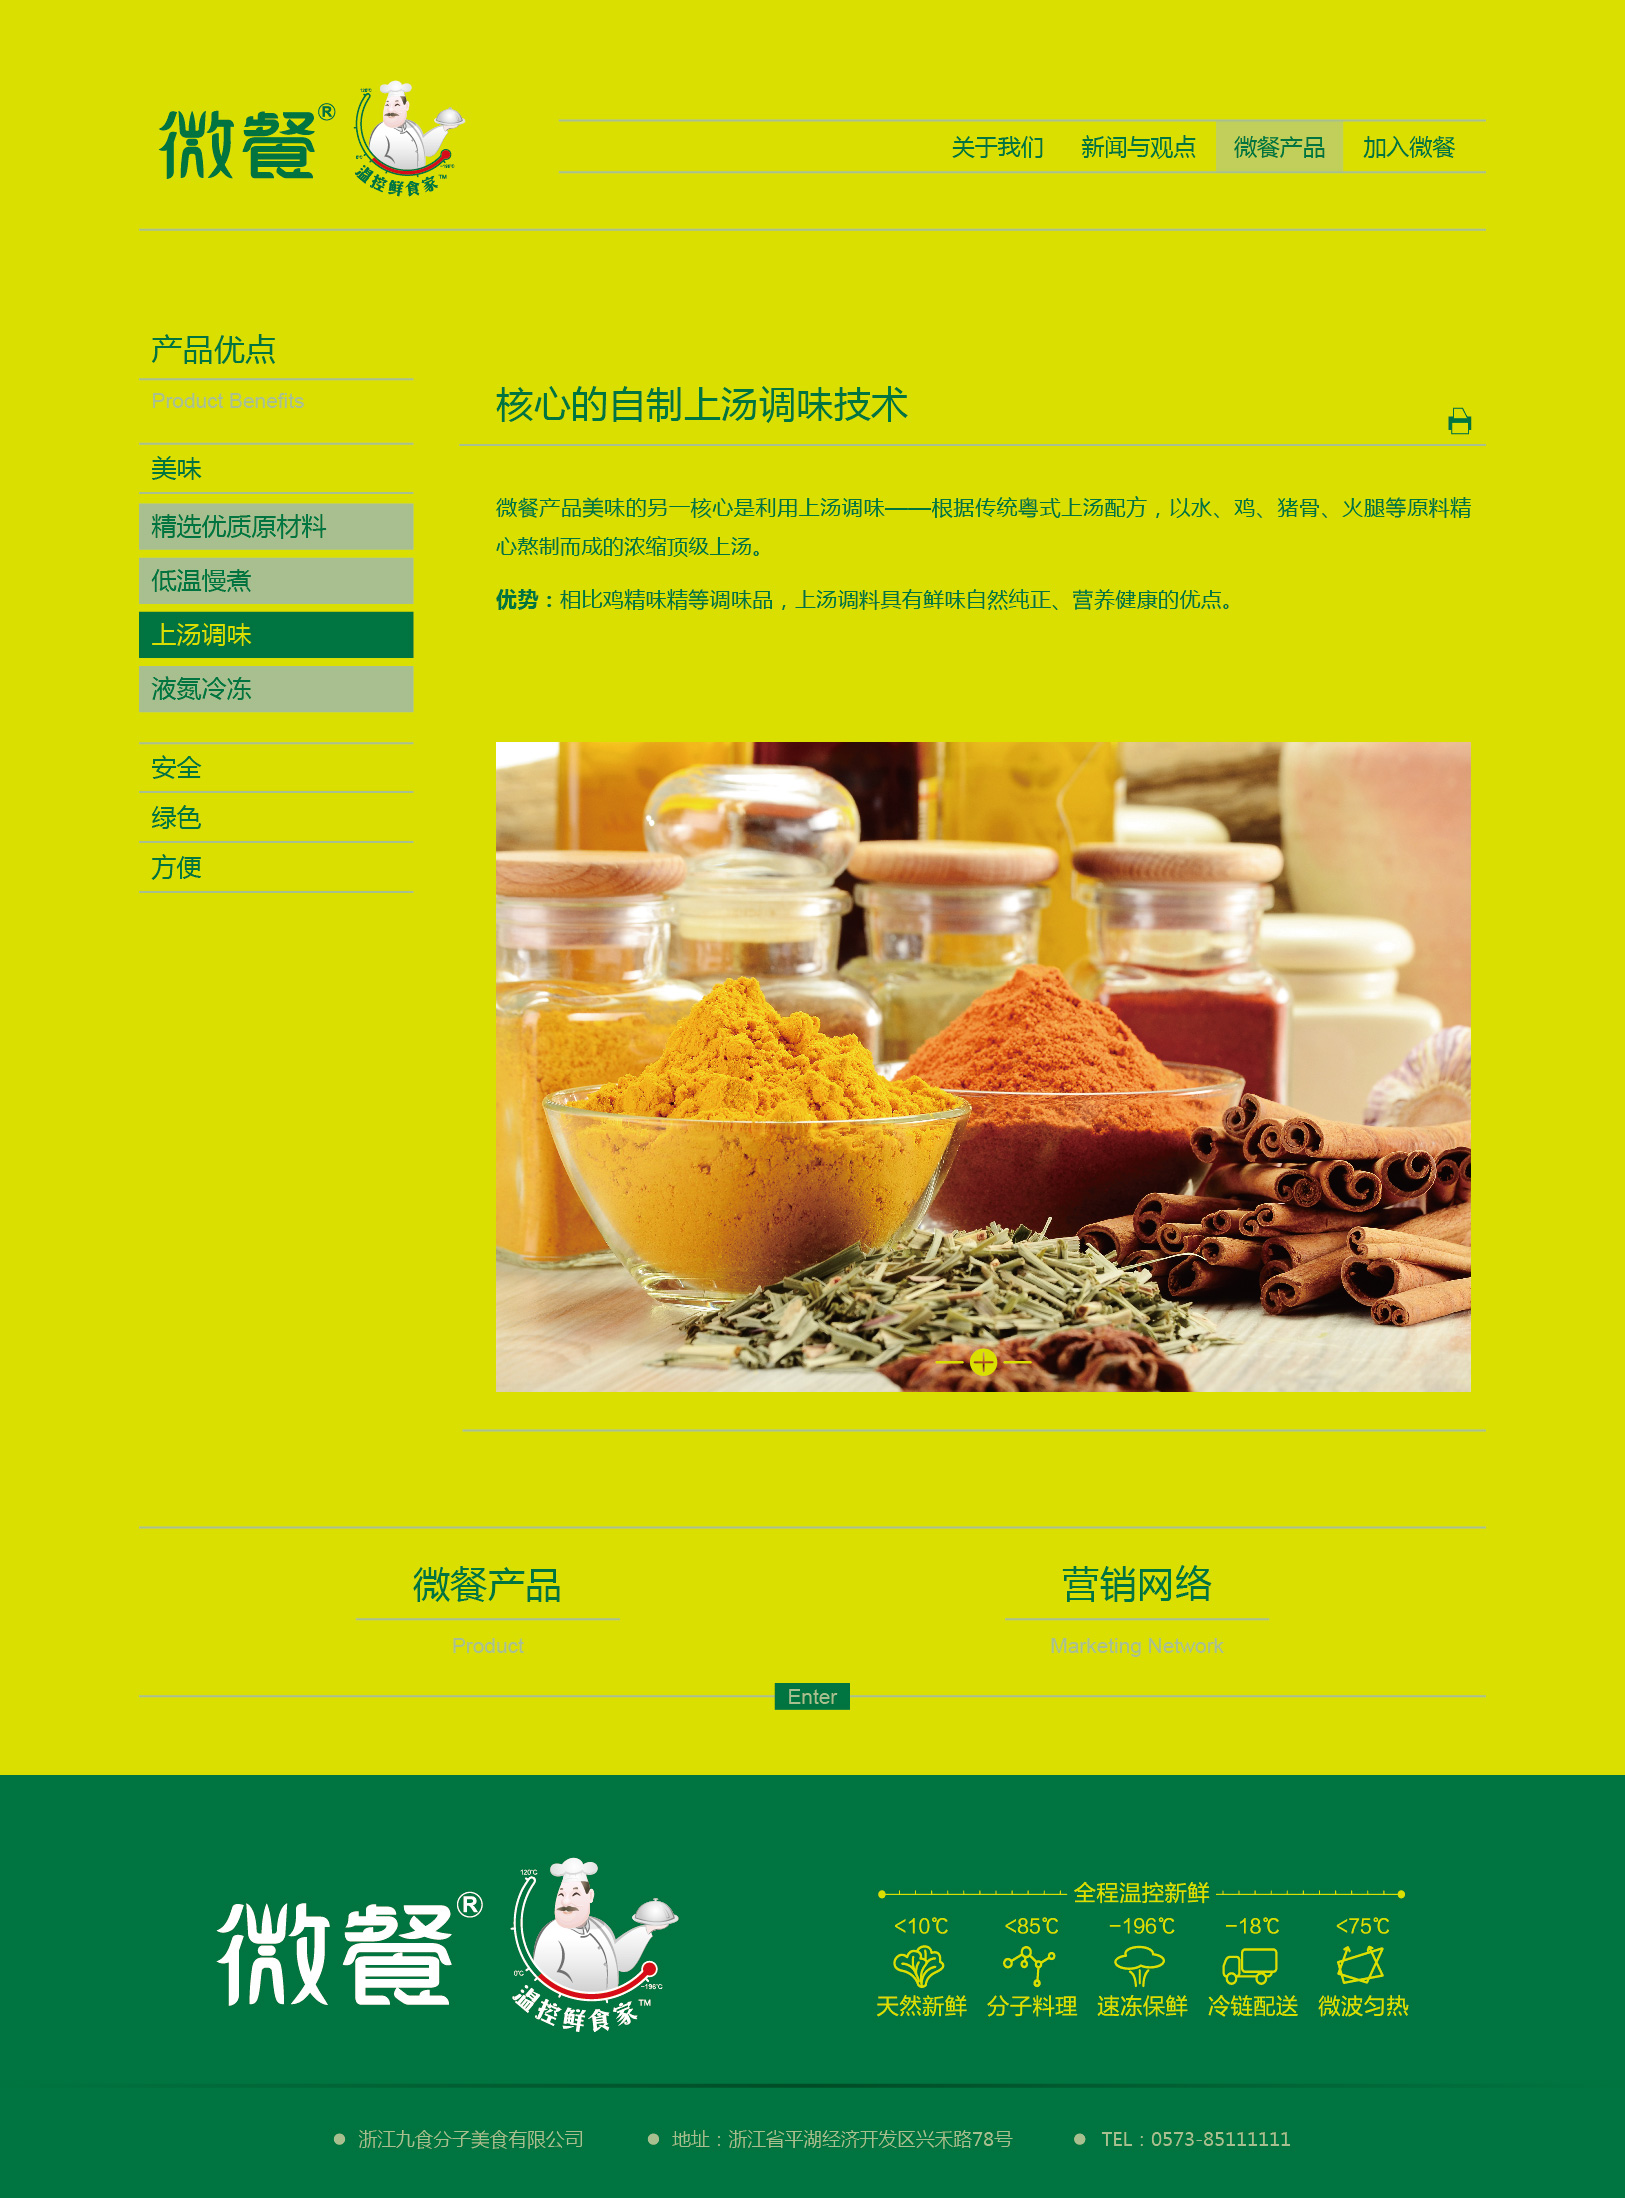 微餐®
120℃
0℃
-196℃
温控鲜食家™
关于我们 新闻与观点 微餐产品 加入微餐
产品优点
Product Benefits
美味
精选优质原材料
低温慢煮
上汤调味
液氮冷冻
安全
绿色
方便
核心的自制上汤调味技术
微餐产品美味的另一核心是利用上汤调味——根据传统粤式上汤配方，以水、鸡、猪骨、火腿等原料精
心熬制而成的浓缩顶级上汤。
优势：相比鸡精味精等调味品，上汤调料具有鲜味自然纯正、营养健康的优点。
微餐产品
Product
营销网络
Marketing Network
Enter
微餐®
120℃
0℃
-196℃
温控鲜食家™
全程温控新鲜
<10℃ <85℃ -196℃ -18℃ <75℃
天然新鲜 分子料理 速冻保鲜 冷链配送 微波匀热
浙江九食分子美食有限公司 地址：浙江省平湖经济开发区兴禾路78号 TEL：0573-85111111